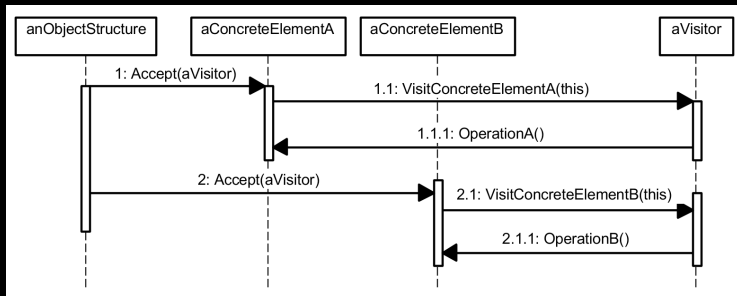 anObjectStructure
aConcreteElementA
aConcreteElementB
aVisitor
1: Accept(aVisitor)
1.1: VisitConcreteElementA(this)
1.1.1: OperationA()
2: Accept(aVisitor)
2.1: VisitConcreteElementB(this)
2.1.1: OperationB()